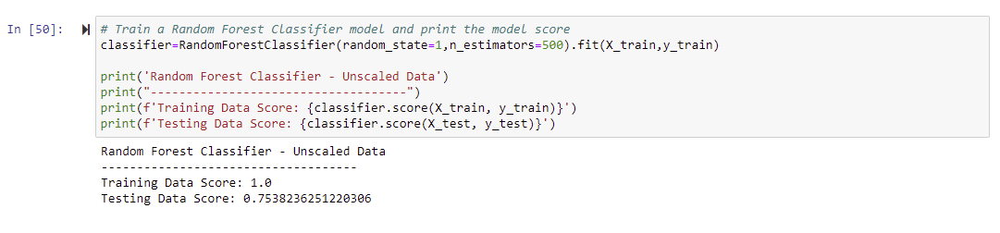 In [50]:
# Train a Random Forest Classifier model and print the model score
classifier=RandomForestClassifier(random_state=1,n_estimators=500).fit(X_train,y_train)
print('Random Forest Classifier - Unscaled Data')
print("------------------------------------")
print(f'Training Data Score: {classifier.score(X_train, y_train)}')
print(f'Testing Data Score: {classifier.score(X_test, y_test)}')
Random Forest Classifier - Unscaled Data
------------------------------------
Training Data Score: 1.0
Testing Data Score: 0.7538236251220306